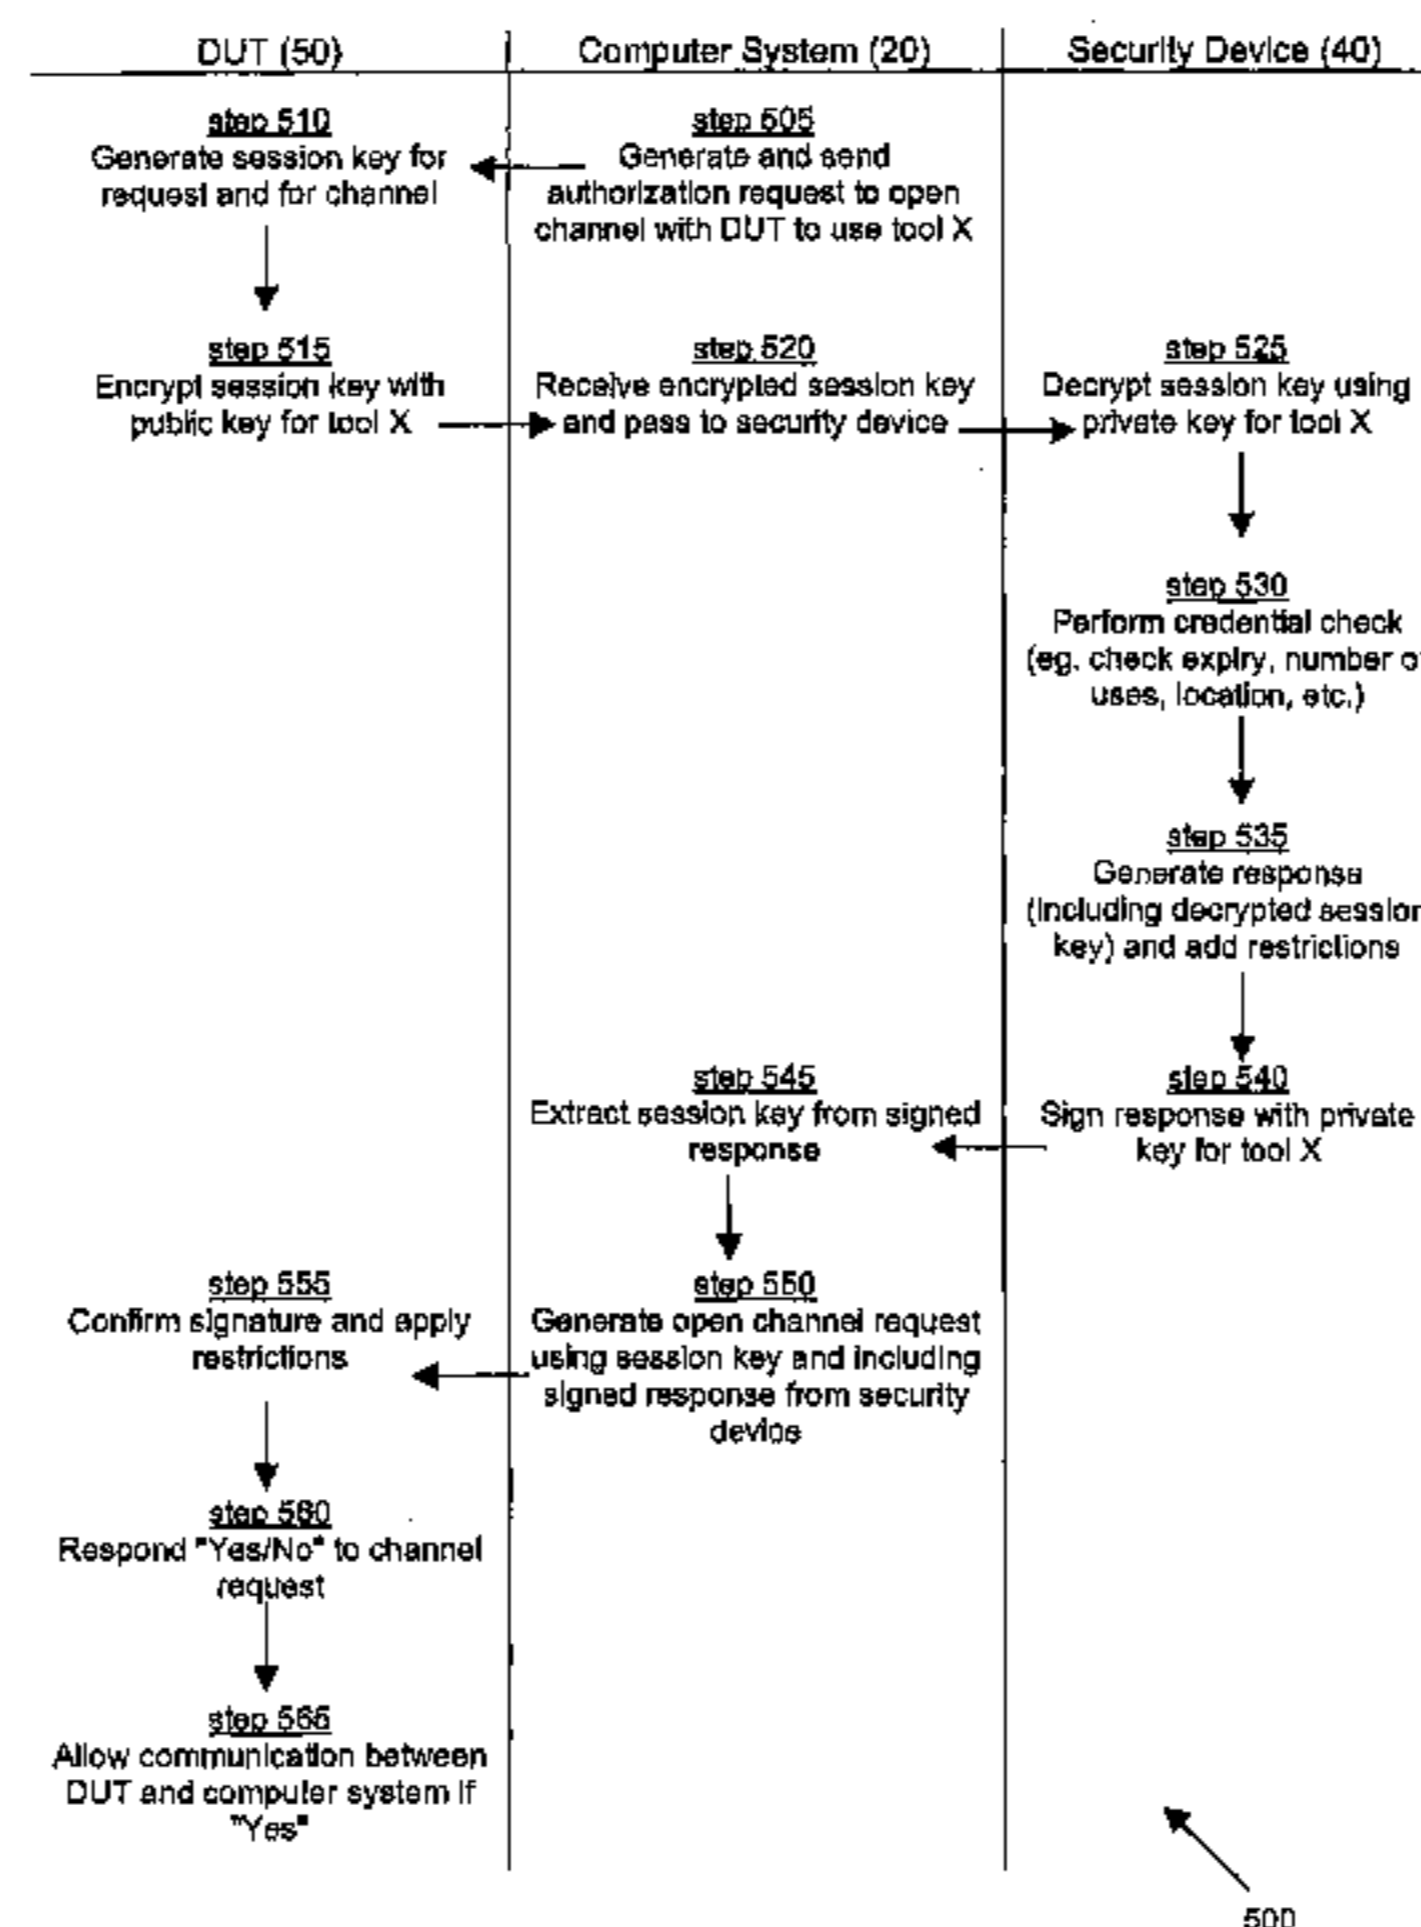 DUT (50)
Computer System (20)
Security Device (40)
step 510
Generate session key for
request and for channel
step 505
Generate and send
authorization request to open
channel with DUT to use tool X
step 515
Encrypt session key with
public key for tool X
step 520
Receive encrypted session key
and pass to security device
step 525
Decrypt session key using
private key for tool X
step 530
Perform credential check
(eg. check expiry, number of
uses, location, etc.)
step 535
Generate response
(including decrypted session
key) and add restrictions
step 545
Extract session key from signed
response
step 540
Sign response with private
key for tool X
step 555
Confirm signature and apply
restrictions
step 550
Generate open channel request
using session key and including
signed response from security
device
step 560
Respond "Yes/No" to channel
request
step 565
Allow communication between
DUT and computer system if
"Yes"
500